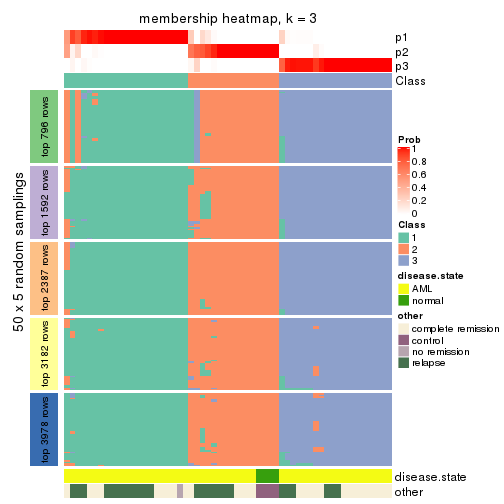 membership heatmap, k = 3
p1
p2
p3
Class
50 x 5 random samplings
top 796 rows
top 1592 rows
top 2387 rows
top 3182 rows
top 3978 rows
Prob
1
0.8
0.6
0.4
0.2
0
Class
1
2
3
disease.state
AML
normal
other
complete remission
control
no remission
relapse
disease.state
other